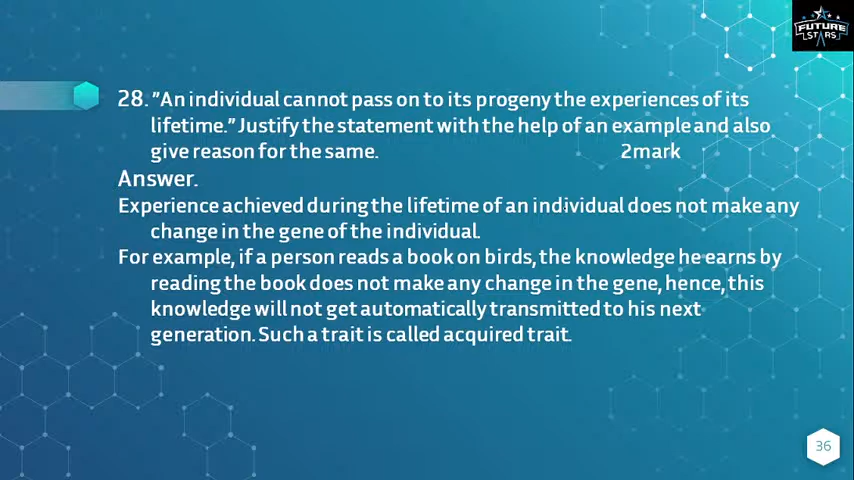 FUTURE
STARS
28. "An individual cannot pass on to its progeny the experiences of its
lifetime." Justify the statement with the help of an example and also
give reason for the same. 2mark
Answer.
Experience achieved during the lifetime of an individual does not make any
change in the gene of the individual.
For example, if a person reads a book on birds, the knowledge he earns by
reading the book does not make any change in the gene, hence, this
knowledge will not get automatically transmitted to his next
generation. Such a trait is called acquired trait.
36